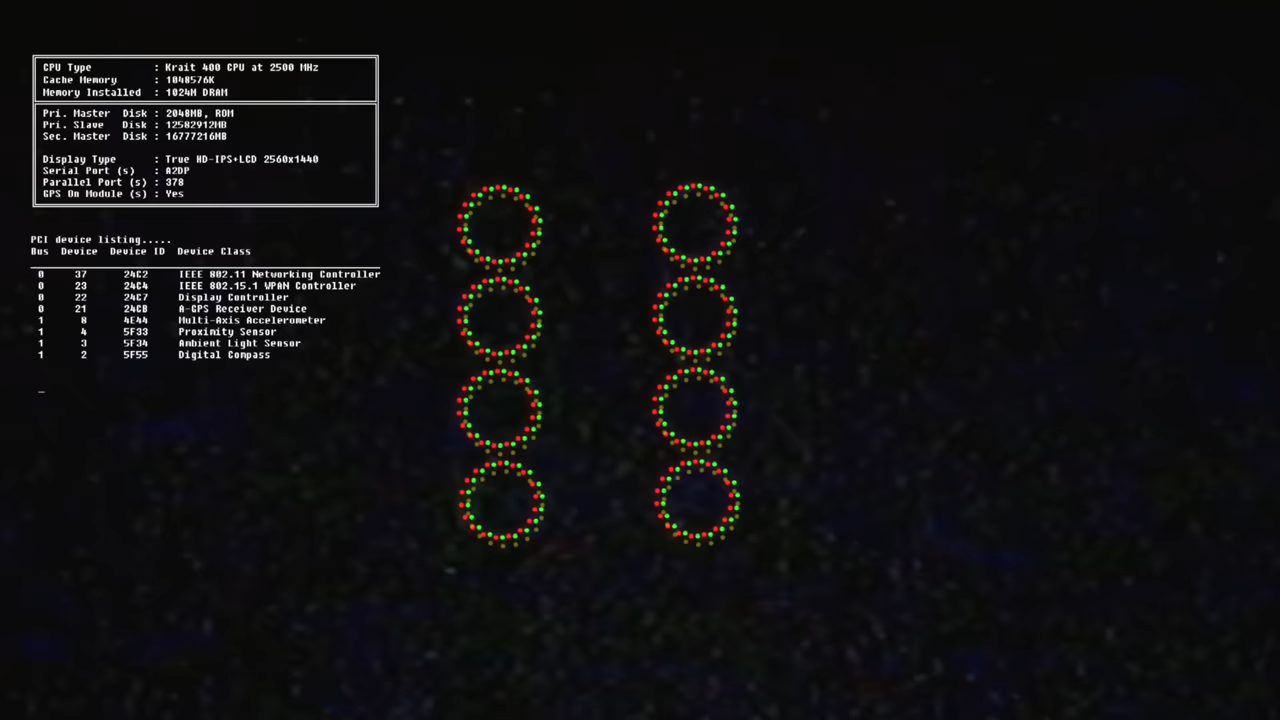 CPU Type : Krait 400 CPU at 2500 MHz
Cache Memory : 1048576K
Memory Installed : 1024M DRAM
Pri. Master Disk : 2048MB, ROM
Pri. Slave Disk : 12582912MB
Sec. Master Disk : 16777216MB
Display Type : True HD-IPS+LCD 2560x1440
Serial Port (s) : A2DP
Parallel Port (s) : 378
GPS On Module (s) : Yes
PCI device listing.....
Bus Device Device ID Device Class
0 37 24C2 IEEE 802.11 Networking Controller
0 23 24C4 IEEE 802.15.1 WPAN Controller
0 22 24C7 Display Controller
0 21 24CB A-GPS Receiver Device
1 8 4E44 Multi-Axis Accelerometer
1 4 5F33 Proximity Sensor
1 3 5F34 Ambient Light Sensor
1 2 5F55 Digital Compass
_